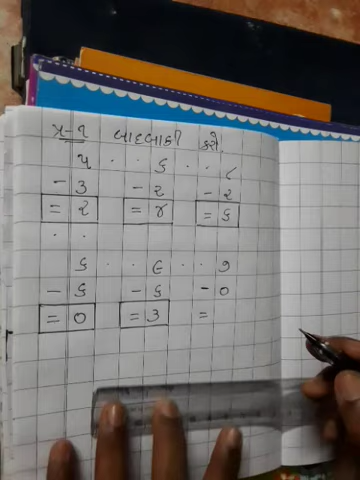 પ્ર-૧ બાદબાકી કરો.
૫ . . ૬ . . ૮
- ૩ - ૨ - ૨
= ૨ = ૪ = ૬
. .
૬ . . ૯ . . ૭
- ૬ - ૬ - ૦
= ૦ = ૩ =